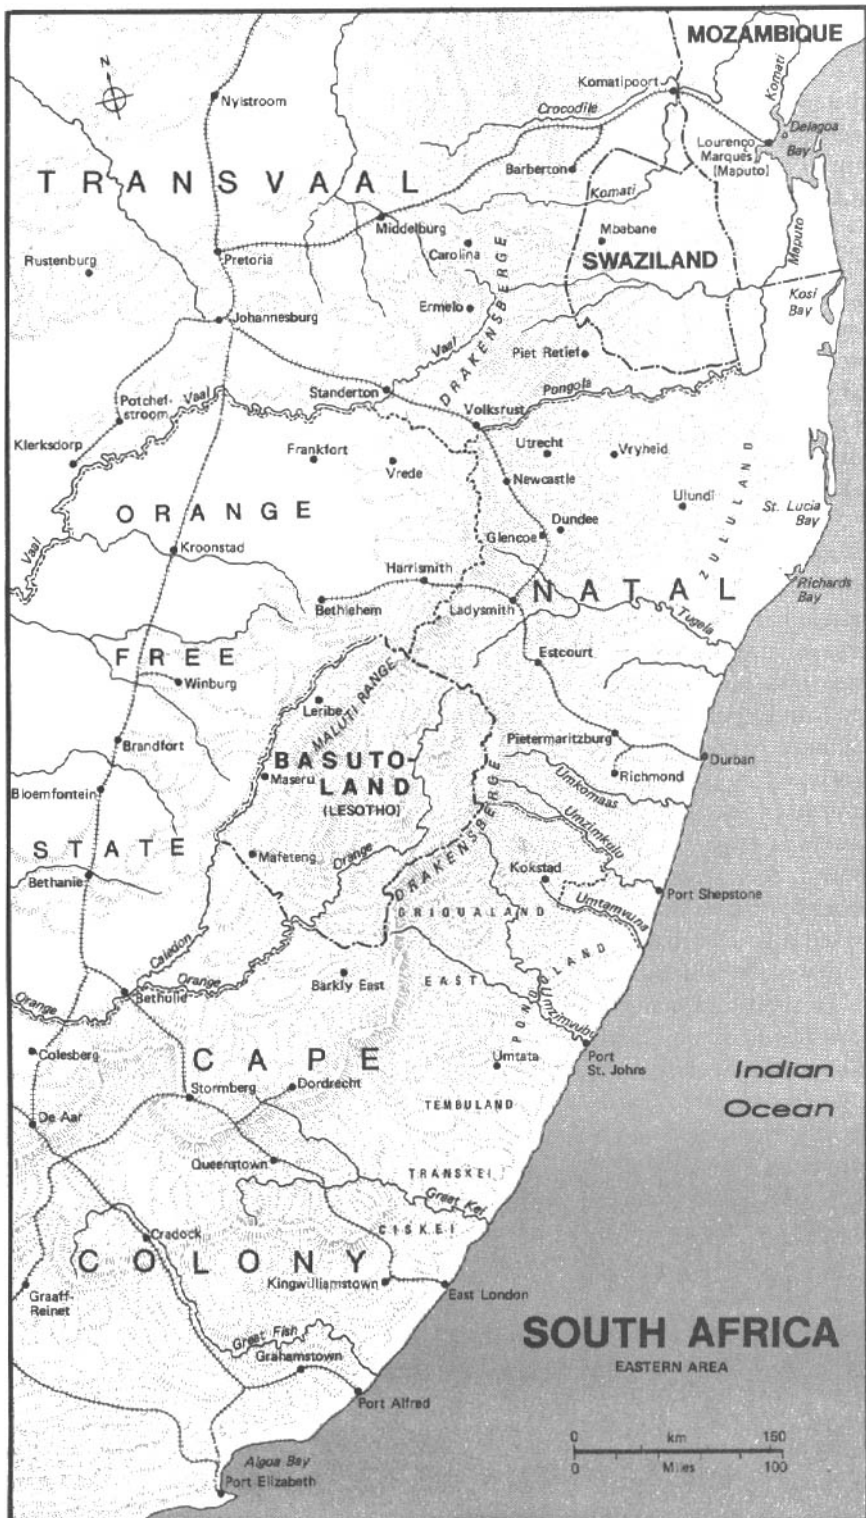 MOZAMBIQUE
N
Komatipoort
Komati
Nylstroom
Crocodile
Delagoa
Bay
Lourenço
Marques
[Maputo]
Barberton
TRANSVAAL
Komati
Middelburg
Mbabane
Maputo
Carolina
Pretoria
SWAZILAND
Rustenburg
Kosi
Bay
DRAKENSBERGE
Ermelo
Johannesburg
Vaal
Piet Retief
Potchef-
stroom
Vaal
Standerton
Pongola
Volksrust
Klerksdorp
Frankfort
Vrede
Utrecht
Vryheid
Newcastle
ZULULAND
Ulundi
St. Lucia
Bay
ORANGE
Dundee
Glencoe
Vaal
Kroonstad
Harrismith
Richards
Bay
Bethlehem
Ladysmith
NATAL
Tugela
FREE
Estcourt
Winburg
MALUTI RANGE
Leribe
Brandfort
Pietermaritzburg
Durban
BASUTO-
LAND
(LESOTHO)
Maseru
Richmond
Bloemfontein
Umkomaas
Umzimkulu
DRAKENSBERGE
STATE
Mafeteng
Orange
Kokstad
Bethanie
Port Shepstone
Umtamvuna
GRIQUALAND
Caledon
PONDOLAND
Orange
Barkly East
EAST
Orange
Bethulie
Umzimvubu
Colesberg
CAPE
Umtata
Port
St. Johns
Indian
Ocean
Stormberg
Dordrecht
TEMBULAND
De Aar
Queenstown
TRANSKEI
Great Kei
CISKEI
Cradock
COLONY
Graaff-
Reinet
Kingwilliamstown
East London
SOUTH AFRICA
EASTERN AREA
Great Fish
Grahamstown
Port Alfred
0 km 150
0 Miles 100
Algoa Bay
Port Elizabeth